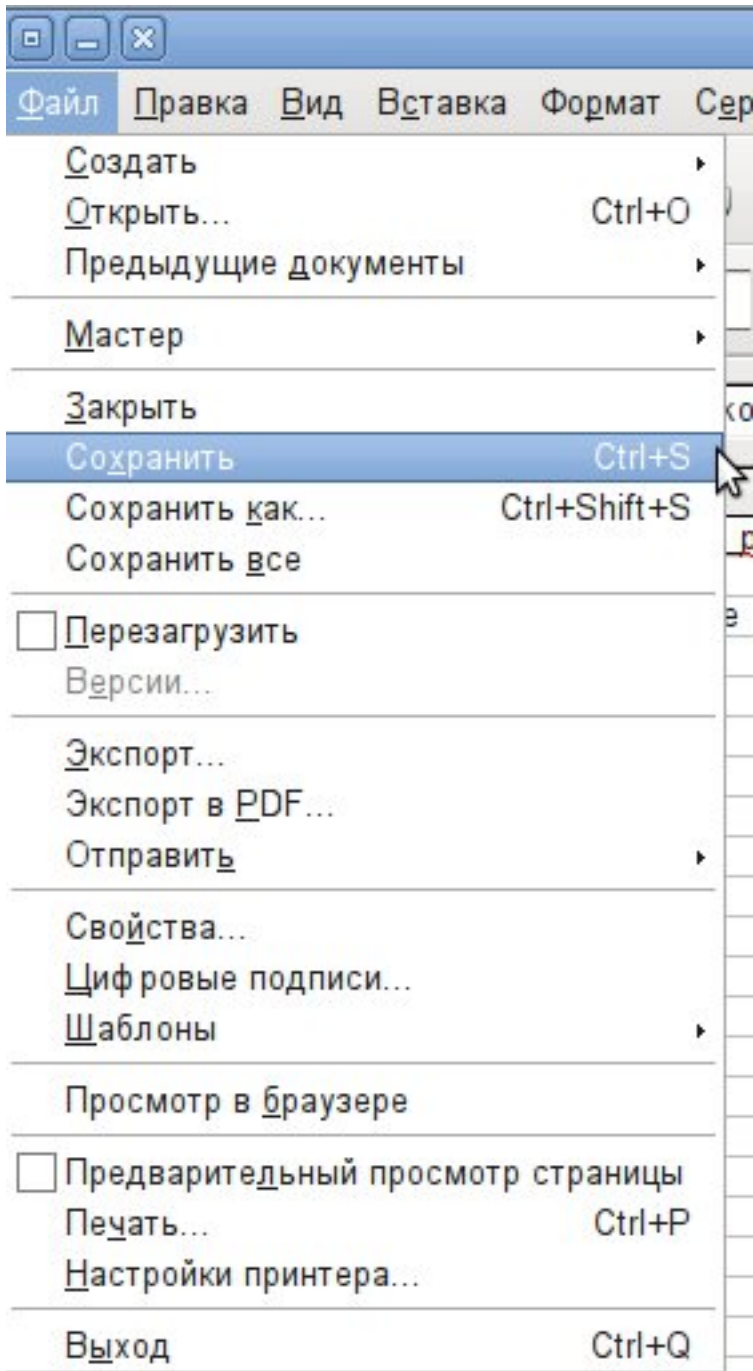 Файл Правка Вид Вставка Формат
Создать
Открыть... Ctrl+O
Предыдущие документы
Мастер
Закрыть
Сохранить Ctrl+S
Сохранить как... Ctrl+Shift+S
Сохранить все
Перезагрузить
Версии...
Экспорт...
Экспорт в PDF...
Отправить
Свойства...
Цифровые подписи...
Шаблоны
Просмотр в браузере
Предварительный просмотр страницы
Печать... Ctrl+P
Настройки принтера...
Выход Ctrl+Q